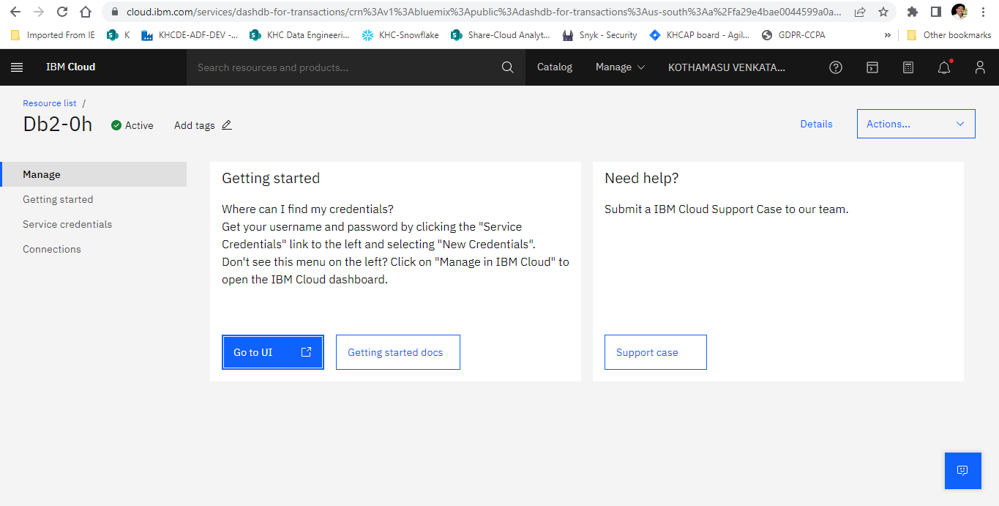 cloud.ibm.com/services/dashdb-for-transactions/crn%3Av1%3Abluemix%3Apublic%3Adashdb-for-transactions%3Aus-south%3Aa%2Ffa29e4bae0044599a0a...
Imported From IE K KHCDE-ADF-DEV -... KHC Data Engineeri... KHC-Snowflake Share-Cloud Analyt... Snyk - Security KHCAP board - Agil... GDPR-CCPA » Other bookmarks
IBM Cloud Search resources and products... Catalog Manage KOTHAMASU VENKATA...
Resource list /
Db2-0h Active Add tags Details Actions...
Manage
Getting started
Service credentials
Connections
Getting started
Where can I find my credentials?
Get your username and password by clicking the "Service
Credentials" link to the left and selecting "New Credentials".
Don't see this menu on the left? Click on "Manage in IBM Cloud" to
open the IBM Cloud dashboard.
Go to UI Getting started docs
Need help?
Submit a IBM Cloud Support Case to our team.
Support case